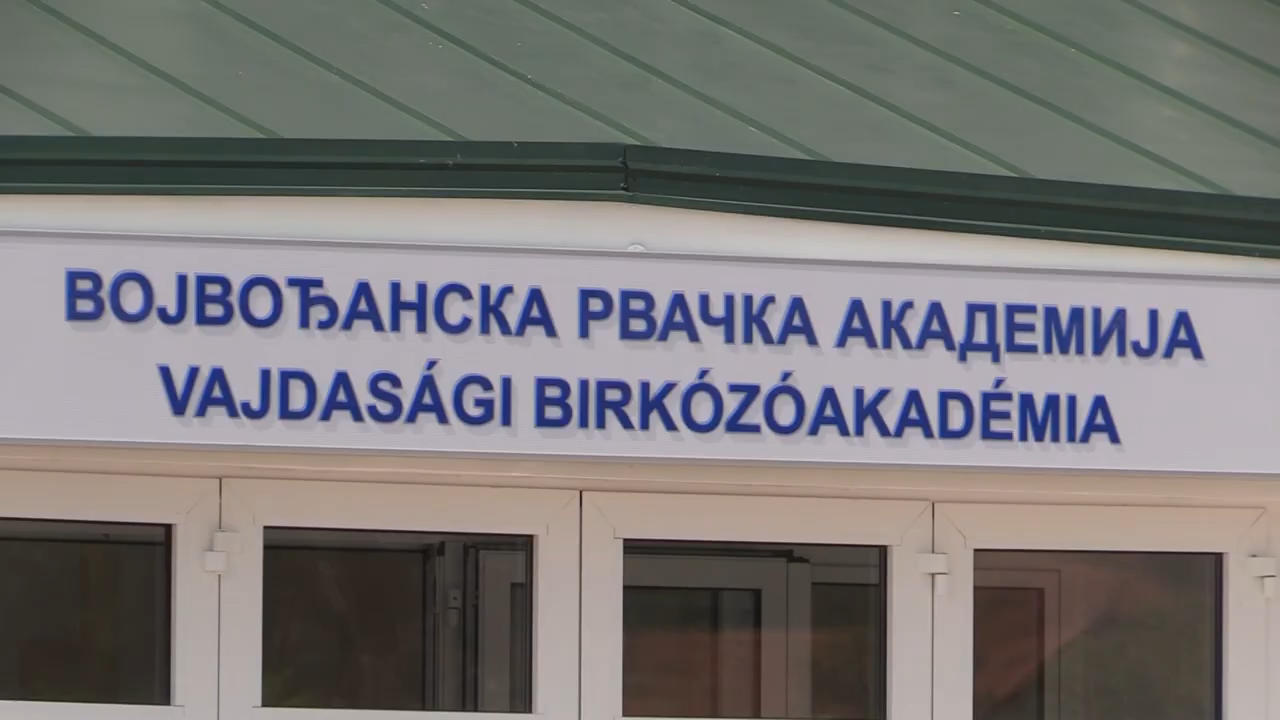 ВОЈВОЂАНСКА РВАЧКА АКАДЕМИЈА
VAJDASÁGI BIRKÓZÓAKADÉMIA